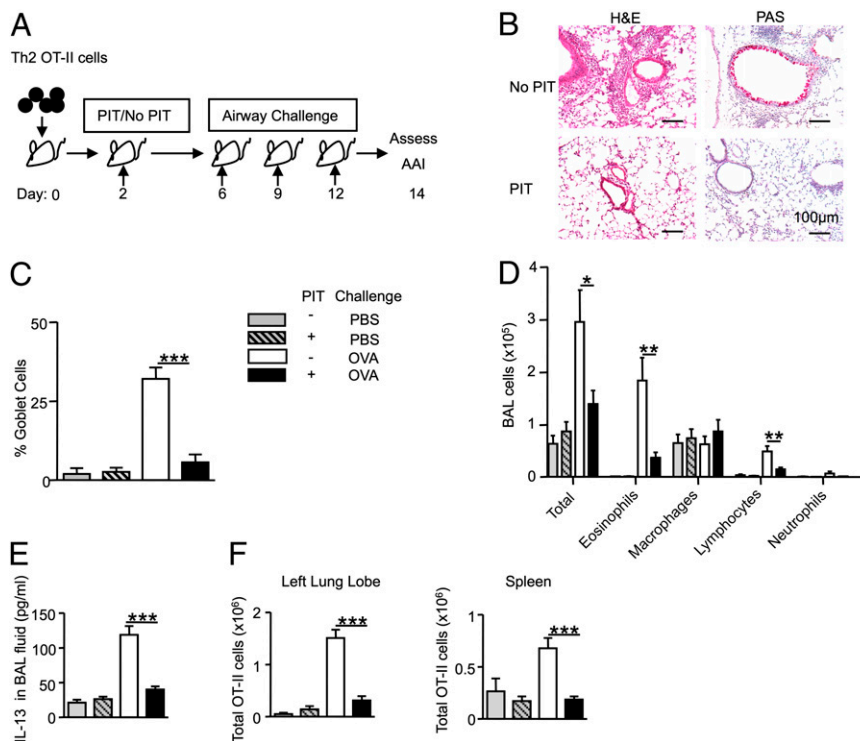 A
Th2 OT-II cells
PIT/No PIT
Airway Challenge
Assess
AAI
Day: 0
2
6
9
12
14
B
H&E
PAS
No PIT
PIT
100µm
C
PIT Challenge
- PBS
+ PBS
- OVA
+ OVA
% Goblet Cells
50
25
0
***
D
BAL cells (x10⁵)
4
3
2
1
0
*
**
**
Total
Eosinophils
Macrophages
Lymphocytes
Neutrophils
E
IL-13 in BAL fluid (pg/ml)
150
100
50
0
***
F
Left Lung Lobe
Total OT-II cells (x10⁶)
2
1
0
***
Spleen
Total OT-II cells (x10⁶)
1
0.5
0
***